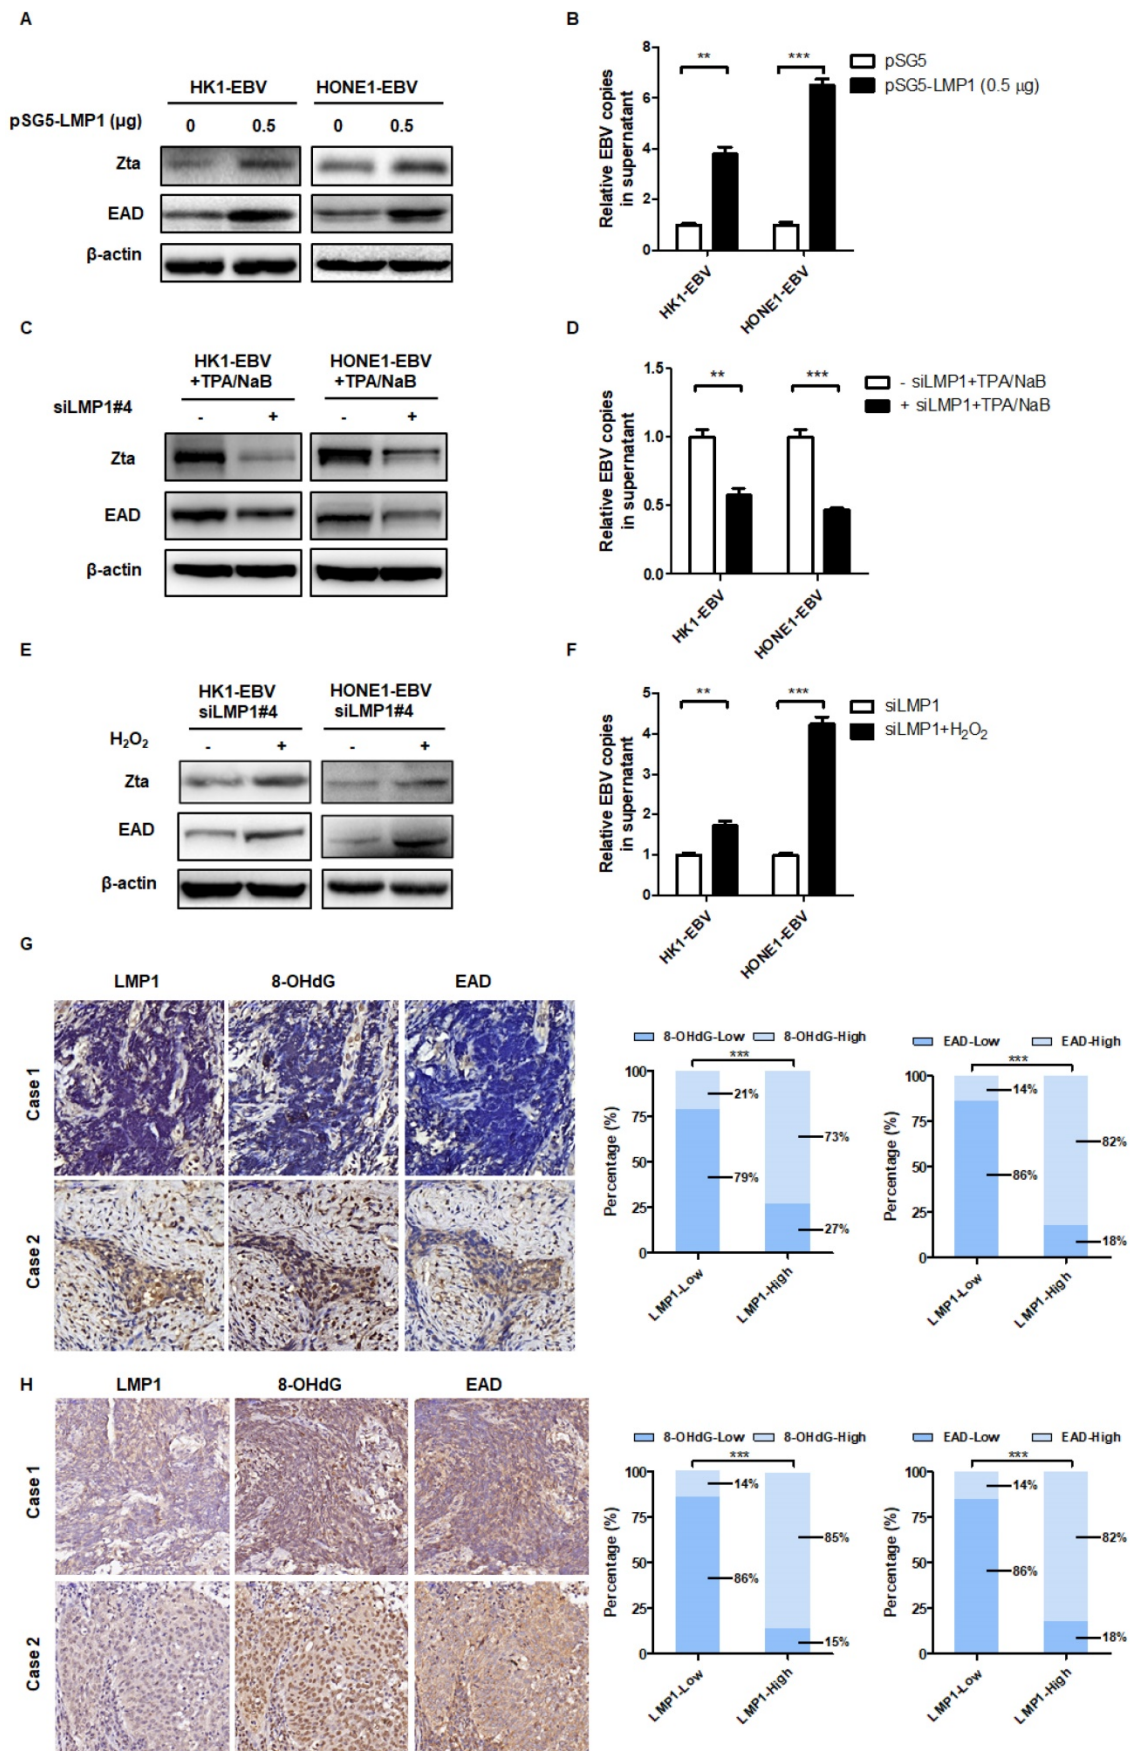 A
HK1-EBV HONE1-EBV
pSG5-LMP1 (µg) 0 0.5 0 0.5
Zta
EAD
β-actin
B
Relative EBV copies
in supernatant
8
6
4
2
0
** ***
pSG5
pSG5-LMP1 (0.5 µg)
HK1-EBV
HONE1-EBV
C
HK1-EBV HONE1-EBV
+TPA/NaB +TPA/NaB
siLMP1#4 - + - +
Zta
EAD
β-actin
D
Relative EBV copies
in supernatant
1.5
1.0
0.5
0.0
** ***
- siLMP1+TPA/NaB
+ siLMP1+TPA/NaB
HK1-EBV
HONE1-EBV
E
HK1-EBV HONE1-EBV
siLMP1#4 siLMP1#4
H₂O₂ - + - +
Zta
EAD
β-actin
F
Relative EBV copies
in supernatant
5
4
3
2
1
0
** ***
siLMP1
siLMP1+H₂O₂
HK1-EBV
HONE1-EBV
G
LMP1 8-OHdG EAD
Case 1
Case 2
8-OHdG-Low 8-OHdG-High
***
Percentage (%)
100
75
50
25
0
21%
79%
73%
27%
LMP1-Low
LMP1-High
EAD-Low EAD-High
***
Percentage (%)
100
75
50
25
0
14%
86%
82%
18%
LMP1-Low
LMP1-High
H
LMP1 8-OHdG EAD
Case 1
Case 2
8-OHdG-Low 8-OHdG-High
***
Percentage (%)
100
75
50
25
0
14%
86%
85%
15%
LMP1-Low
LMP1-High
EAD-Low EAD-High
***
Percentage (%)
100
75
50
25
0
14%
86%
82%
18%
LMP1-Low
LMP1-High